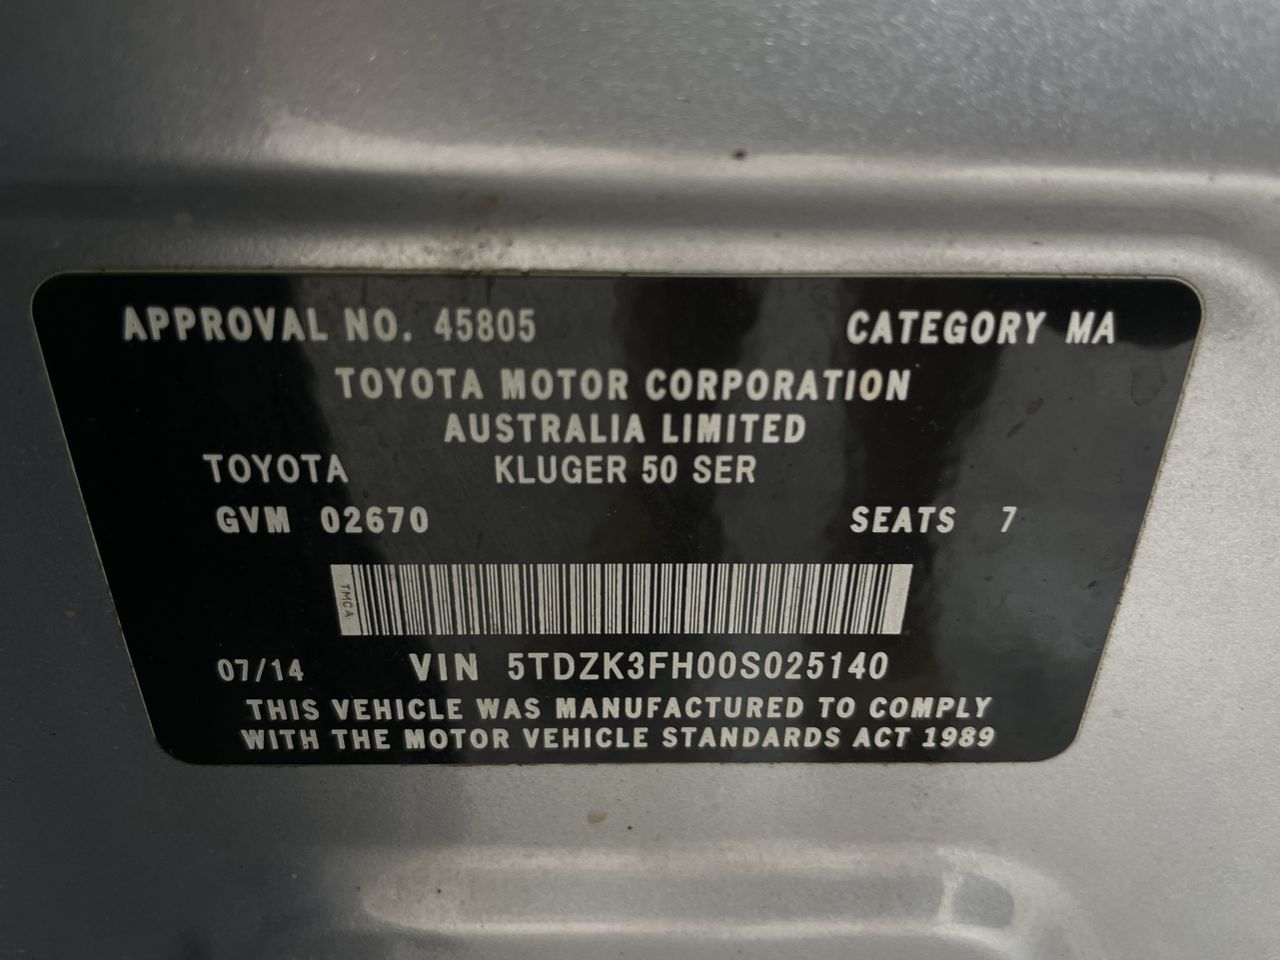 APPROVAL NO. 45805 CATEGORY MA
TOYOTA MOTOR CORPORATION
AUSTRALIA LIMITED
TOYOTA KLUGER 50 SER
GVM 02670 SEATS 7
TMCA
07/14 VIN 5TDZK3FH00S025140
THIS VEHICLE WAS MANUFACTURED TO COMPLY
WITH THE MOTOR VEHICLE STANDARDS ACT 1989